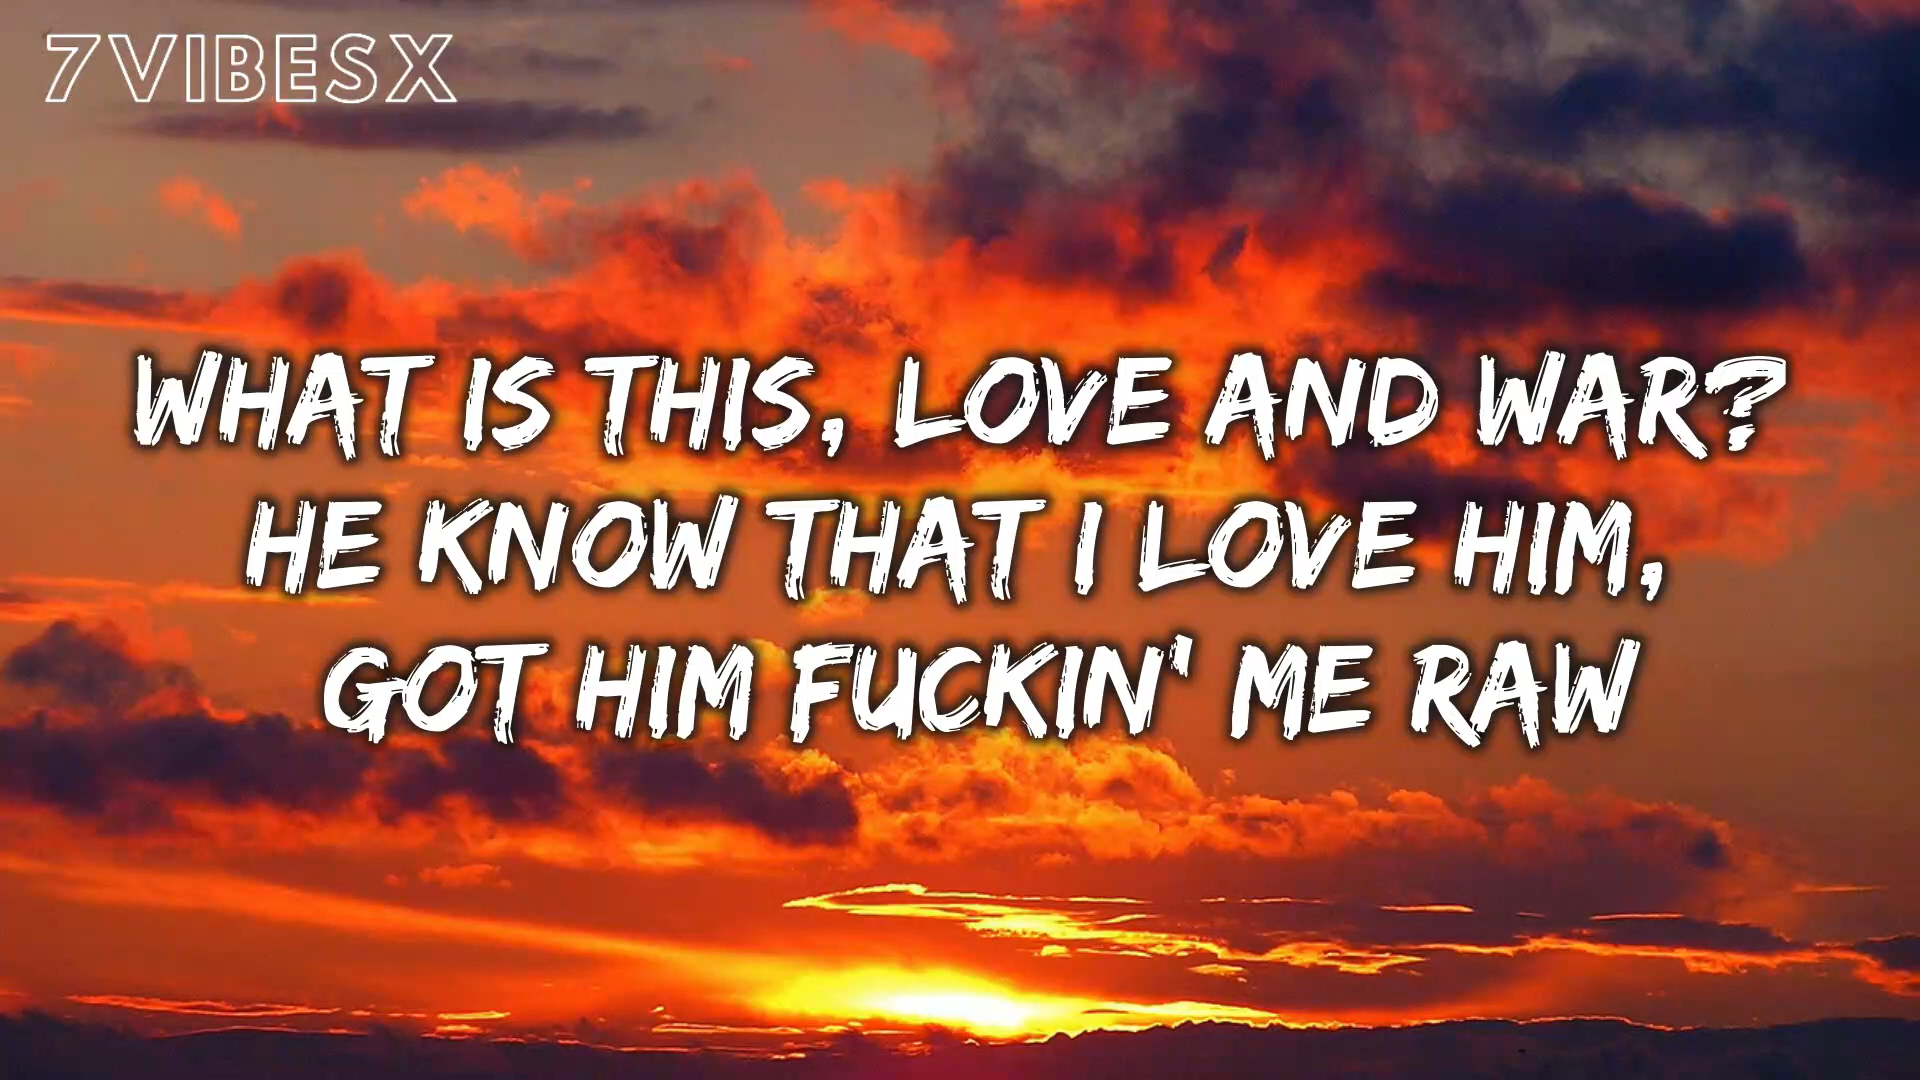 7VIBESX
WHAT IS THIS, LOVE AND WAR?
HE KNOW THAT I LOVE HIM,
GOT HIM FUCKIN' ME RAW